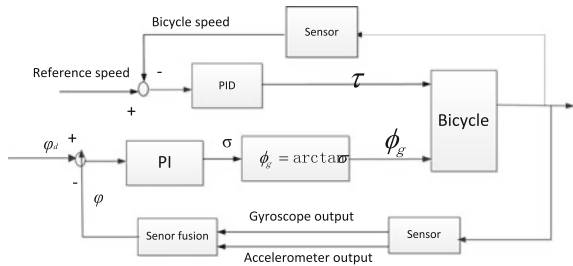 Bicycle speed
Sensor
-
Reference speed
+
PID
τ
Bicycle
φd
+
-
PI
σ
ϕg = arctanσ
ϕg
φ
Gyroscope output
Senor fusion
Sensor
Accelerometer output